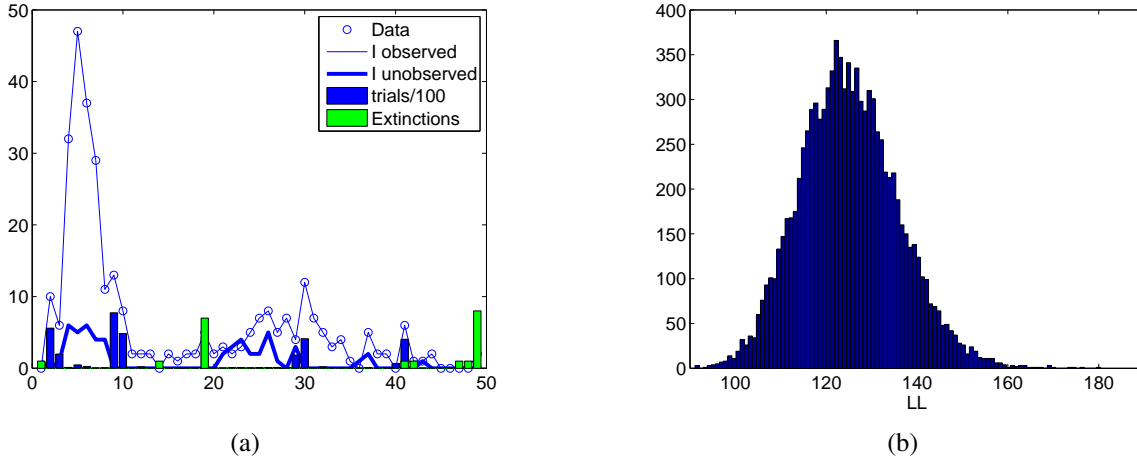 50
40
30
20
10
0
0 10 20 30 40 50
Data
I observed
I unobserved
trials/100
Extinctions
(a)
400
350
300
250
200
150
100
50
0
100 120 140 160 180
LL
(b)